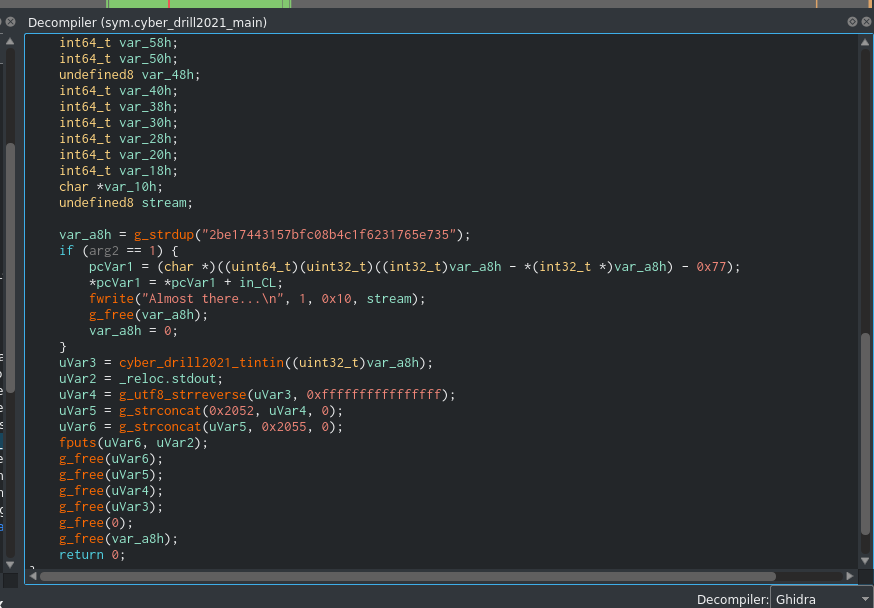 Decompiler (sym.cyber_drill2021_main)
int64_t var_58h;
int64_t var_50h;
undefined8 var_48h;
int64_t var_40h;
int64_t var_38h;
int64_t var_30h;
int64_t var_28h;
int64_t var_20h;
int64_t var_18h;
char *var_10h;
undefined8 stream;
var_a8h = g_strdup("2be17443157bfc08b4c1f6231765e735");
if (arg2 == 1) {
pcVar1 = (char *)((uint64_t)(uint32_t)((int32_t)var_a8h - *(int32_t *)var_a8h) - 0x77);
*pcVar1 = *pcVar1 + in_CL;
fwrite("Almost there...\n", 1, 0x10, stream);
g_free(var_a8h);
var_a8h = 0;
}
uVar3 = cyber_drill2021_tintin((uint32_t)var_a8h);
uVar2 = _reloc.stdout;
uVar4 = g_utf8_strreverse(uVar3, 0xffffffffffffffff);
uVar5 = g_strconcat(0x2052, uVar4, 0);
uVar6 = g_strconcat(uVar5, 0x2055, 0);
fputs(uVar6, uVar2);
g_free(uVar6);
g_free(uVar5);
g_free(uVar4);
g_free(uVar3);
g_free(0);
g_free(var_a8h);
return 0;
Decompiler: Ghidra